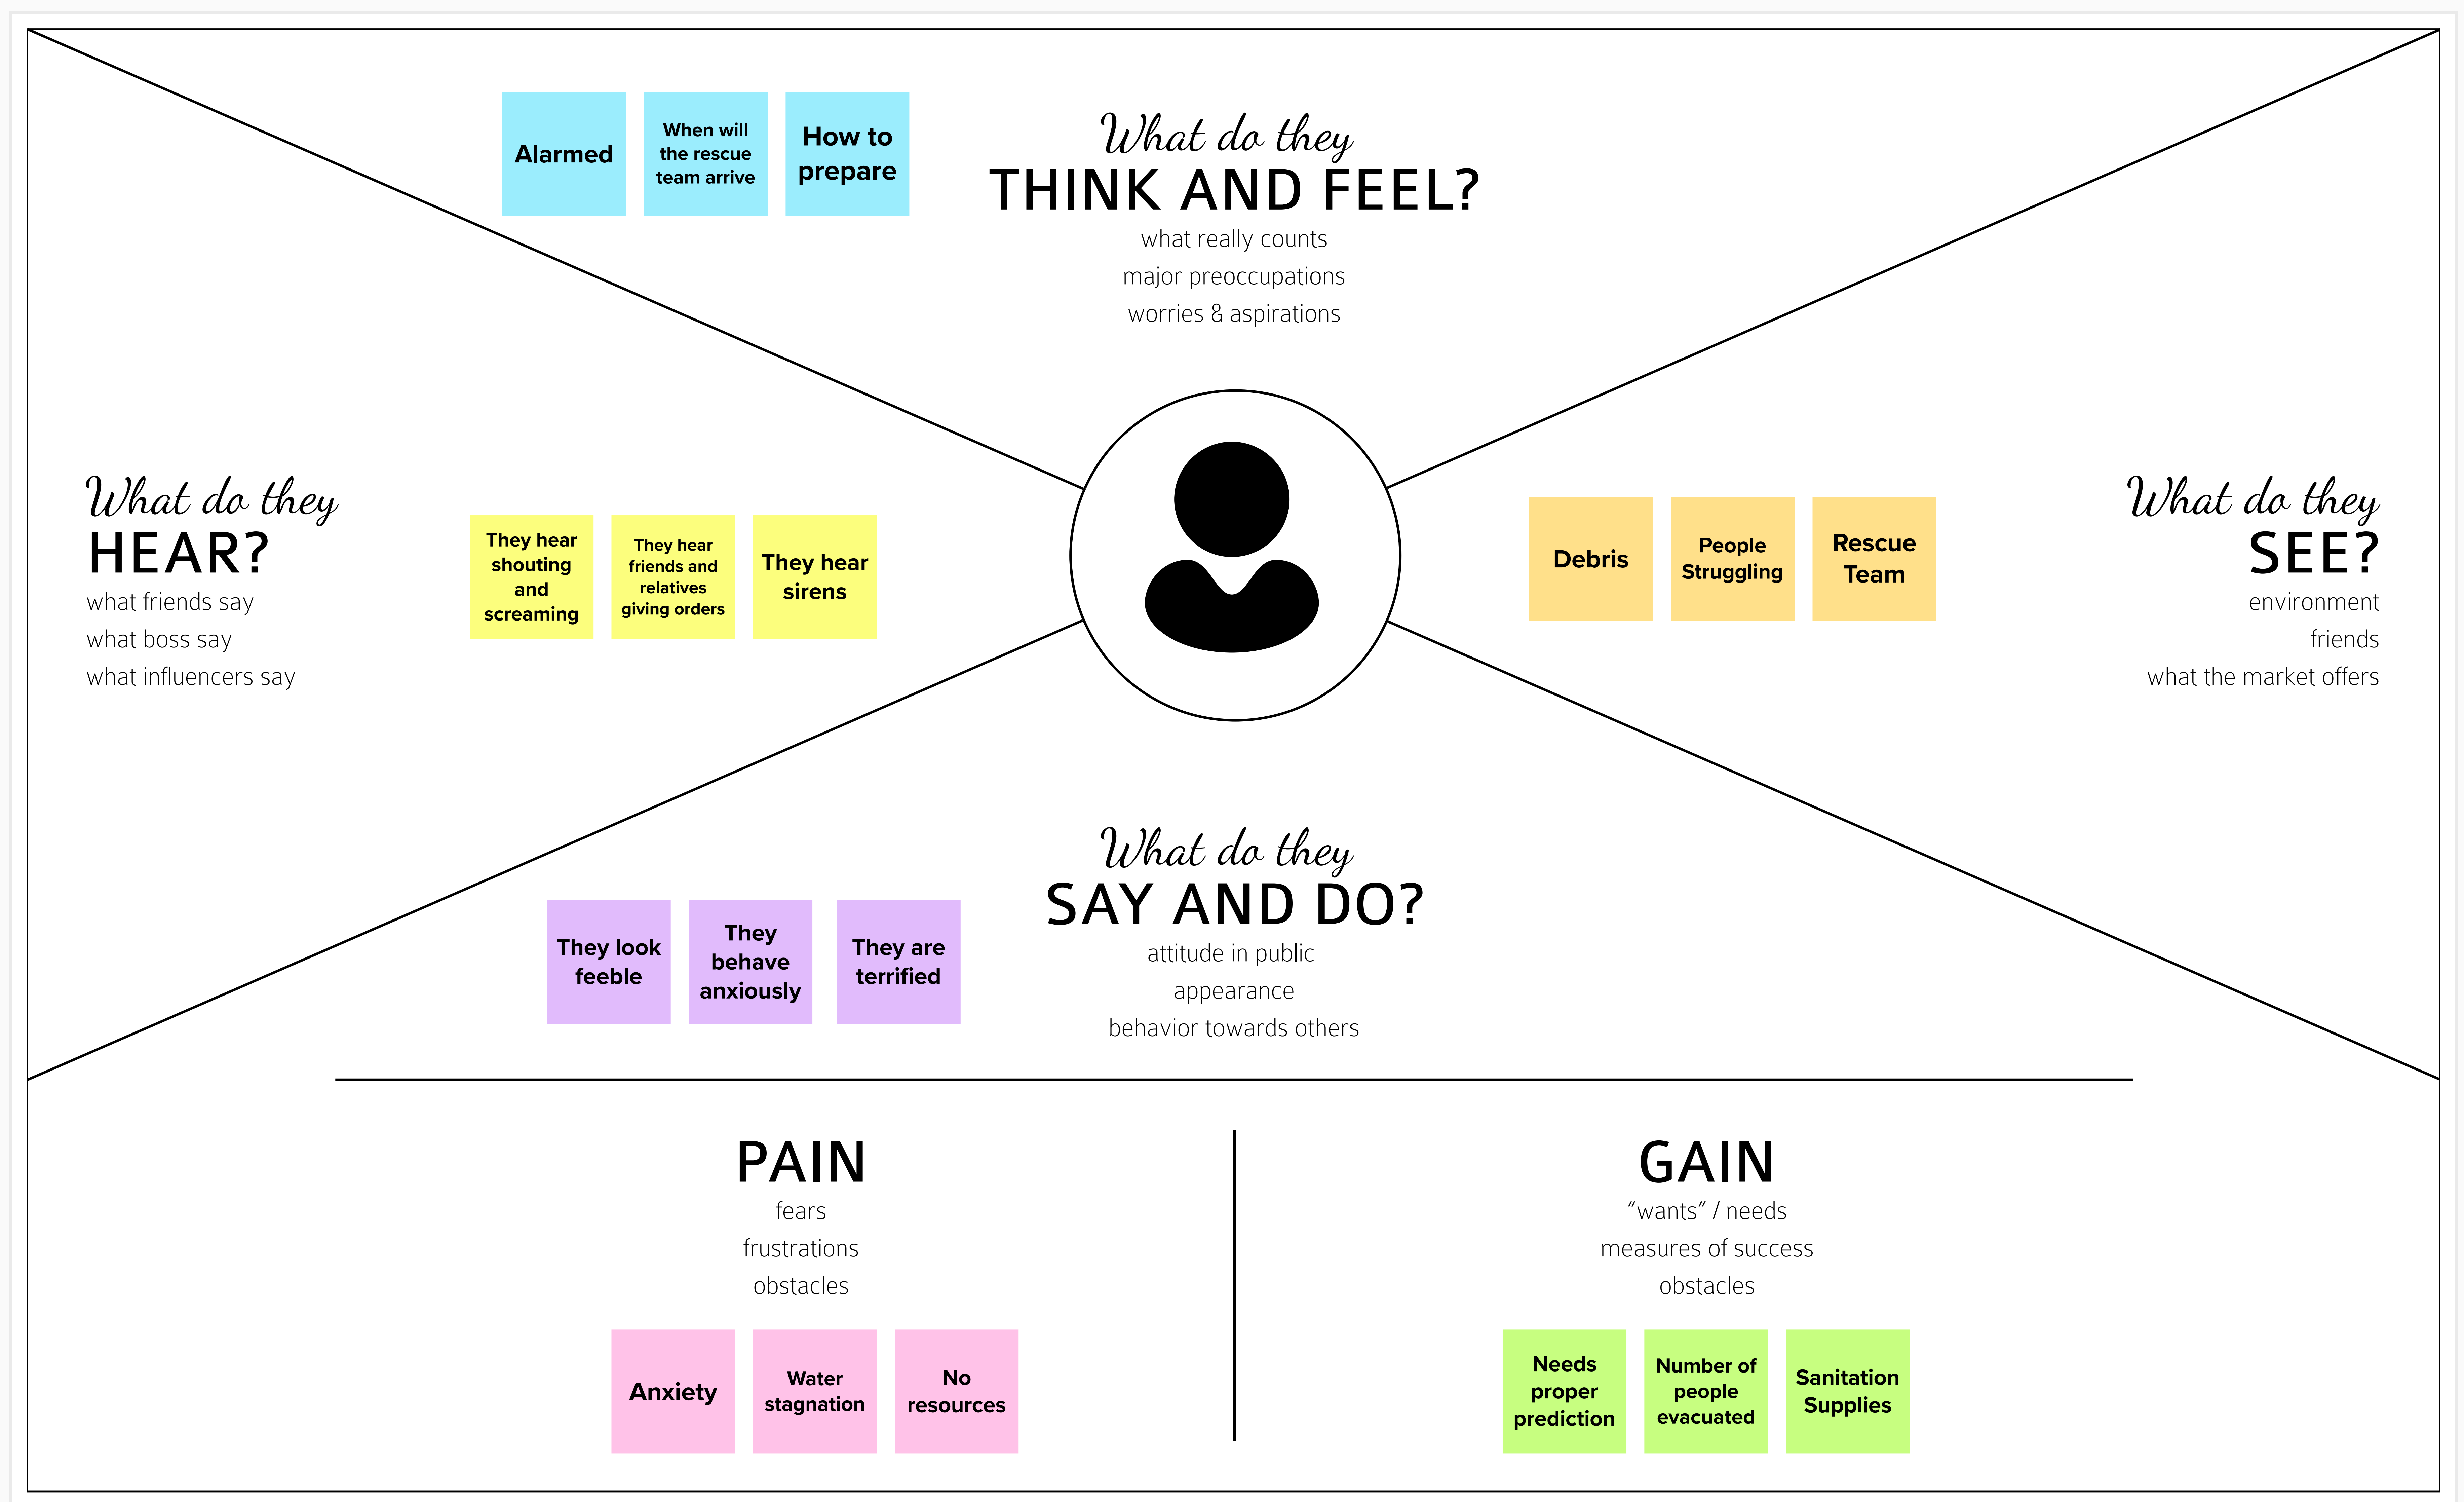 Alarmed
When will
the rescue
team arrive
How to
prepare
What do they
THINK AND FEEL?
what really counts
major preoccupations
worries & aspirations
What do they
HEAR?
what friends say
what boss say
what influencers say
They hear
shouting
and
screaming
They hear
friends and
relatives
giving orders
They hear
sirens
Debris
People
Struggling
Rescue
Team
What do they
SEE?
environment
friends
what the market offers
What do they
SAY AND DO?
attitude in public
appearance
behavior towards others
They look
feeble
They
behave
anxiously
They are
terrified
PAIN
fears
frustrations
obstacles
Anxiety
Water
stagnation
No
resources
GAIN
“wants” / needs
measures of success
obstacles
Needs
proper
prediction
Number of
people
evacuated
Sanitation
Supplies